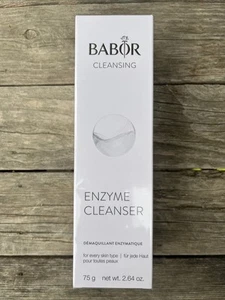 BABOR
CLEANSING
ENZYME
CLEANSER
DÉMAQUILLANT ENZYMATIQUE
for every skin type | für jede Haut
pour toutes peaux
75 g net wt. 2.64 oz.